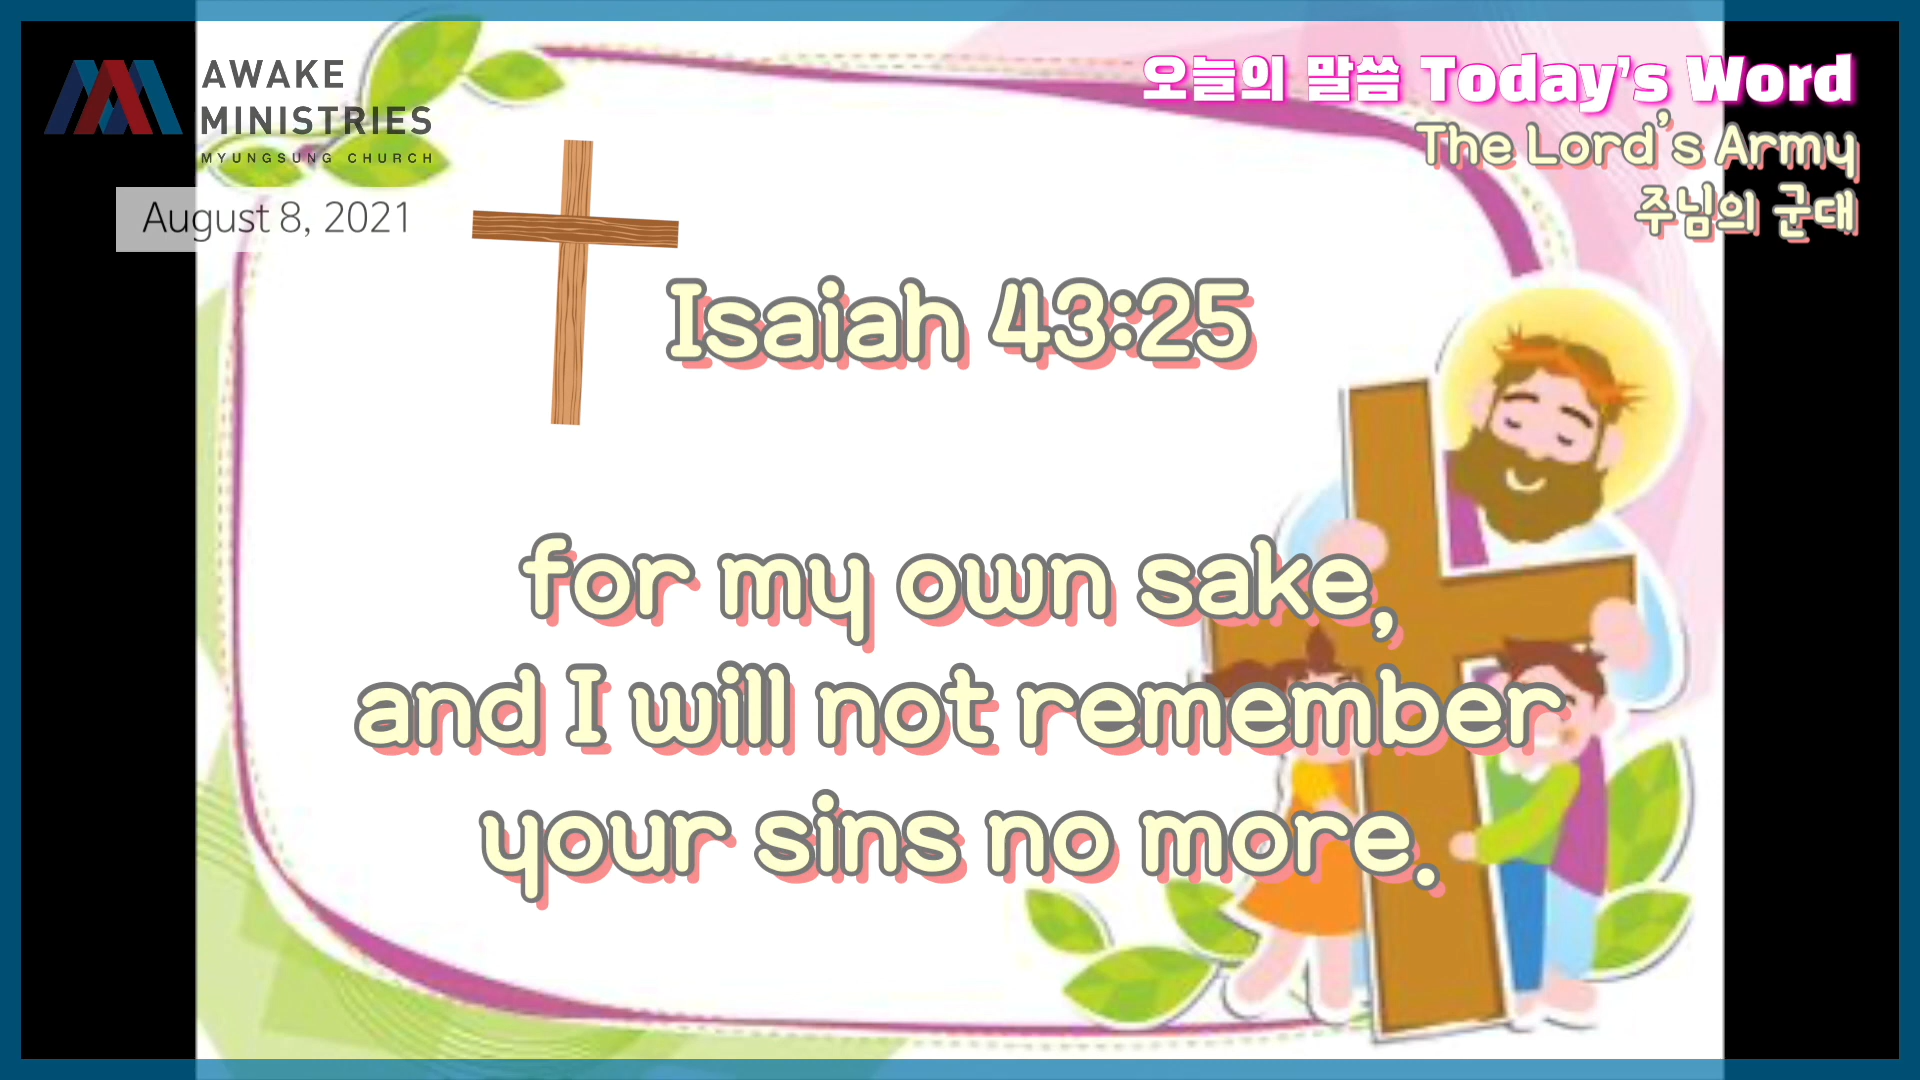 AWAKE
MINISTRIES
MYUNGSUNG CHURCH
August 8, 2021
오늘의 말씀 Today's Word
The Lord's Army
주님의 군대
Isaiah 43:25
for my own sake,
and I will not remember
your sins no more.